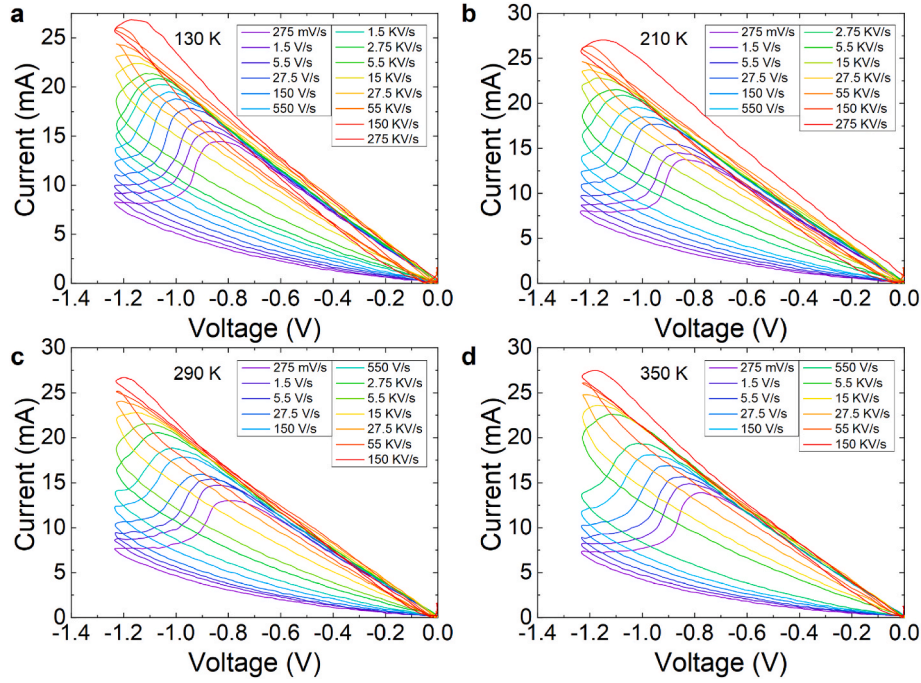 a
130 K
275 mV/s
1.5 V/s
5.5 V/s
27.5 V/s
150 V/s
550 V/s
1.5 KV/s
2.75 KV/s
5.5 KV/s
15 KV/s
27.5 KV/s
55 KV/s
150 KV/s
275 KV/s
30
25
20
15
10
5
0
Current (mA)
-1.4 -1.2 -1.0 -0.8 -0.6 -0.4 -0.2 0.0
Voltage (V)
b
210 K
275 mV/s
1.5 V/s
5.5 V/s
27.5 V/s
150 V/s
550 V/s
2.75 KV/s
5.5 KV/s
15 KV/s
27.5 KV/s
55 KV/s
150 KV/s
275 KV/s
30
25
20
15
10
5
0
Current (mA)
-1.4 -1.2 -1.0 -0.8 -0.6 -0.4 -0.2 0.0
Voltage (V)
c
290 K
275 mV/s
1.5 V/s
5.5 V/s
27.5 V/s
150 V/s
550 V/s
2.75 KV/s
5.5 KV/s
15 KV/s
27.5 KV/s
55 KV/s
150 KV/s
30
25
20
15
10
5
0
Current (mA)
-1.4 -1.2 -1.0 -0.8 -0.6 -0.4 -0.2 0.0
Voltage (V)
d
350 K
275 mV/s
1.5 V/s
5.5 V/s
27.5 V/s
150 V/s
550 V/s
5.5 KV/s
15 KV/s
27.5 KV/s
55 KV/s
150 KV/s
30
25
20
15
10
5
0
Current (mA)
-1.4 -1.2 -1.0 -0.8 -0.6 -0.4 -0.2 0.0
Voltage (V)